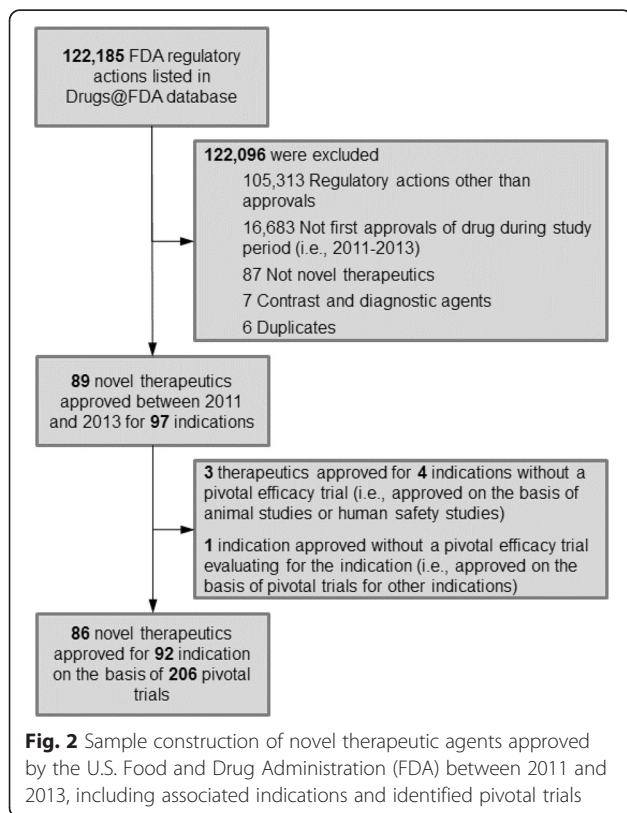 122,185 FDA regulatory
actions listed in
Drugs@FDA database
122,096 were excluded
105,313 Regulatory actions other than
approvals
16,683 Not first approvals of drug during study
period (i.e., 2011-2013)
87 Not novel therapeutics
7 Contrast and diagnostic agents
6 Duplicates
89 novel therapeutics
approved between 2011
and 2013 for 97 indications
3 therapeutics approved for 4 indications without a
pivotal efficacy trial (i.e., approved on the basis of
animal studies or human safety studies)
1 indication approved without a pivotal efficacy trial
evaluating for the indication (i.e., approved on the
basis of pivotal trials for other indications)
86 novel therapeutics
approved for 92 indication
on the basis of 206 pivotal
trials
Fig. 2 Sample construction of novel therapeutic agents approved
by the U.S. Food and Drug Administration (FDA) between 2011 and
2013, including associated indications and identified pivotal trials